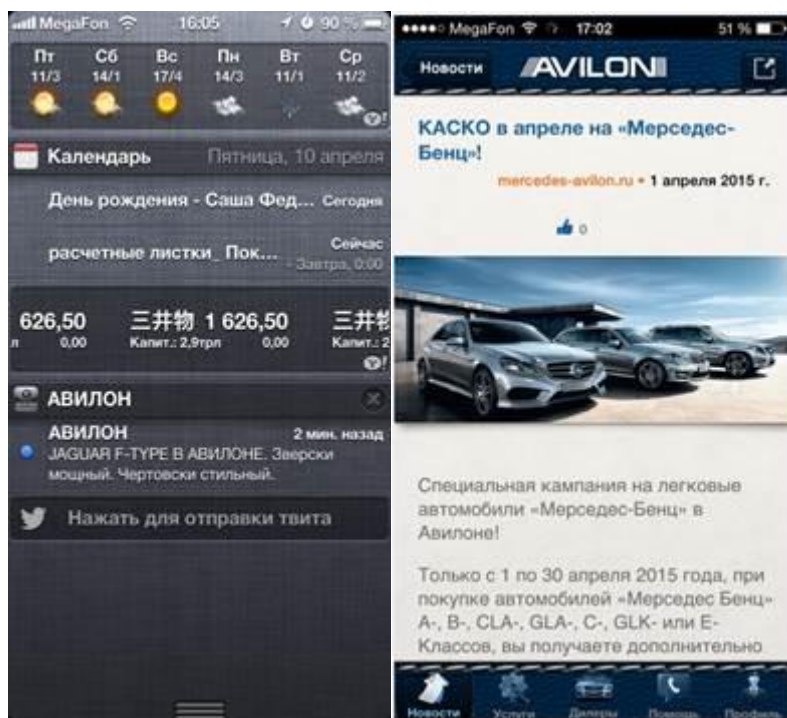 MegaFon 16:05 90 %
Пт Сб Вс Пн Вт Ср
11/3 14/1 17/4 14/3 11/1 11/2
Y!
Календарь Пятница, 10 апреля
День рождения - Саша Фед... Сегодня
расчетные листки_ Пок... Сейчас
- Завтра, 0:00
626,50 三井物 1 626,50 三井物
л 0,00 Капит.: 2,9трл 0,00 Капит.: 2
Y!
АВИЛОН
АВИЛОН 2 мин. назад
JAGUAR F-TYPE В АВИЛОНЕ. Зверски
мощный. Чертовски стильный.
Нажать для отправки твита
MegaFon 17:02 51 %
Новости AVILON
КАСКО в апреле на «Мерседес-
Бенц»!
mercedes-avilon.ru • 1 апреля 2015 г.
0
Специальная кампания на легковые
автомобили «Мерседес-Бенц» в
Авилоне!
Только с 1 по 30 апреля 2015 года, при
покупке автомобилей «Мерседес Бенц»
A-, B-, CLA-, GLA-, C-, GLK- или E-
Классов, вы получаете дополнительно
Новости Услуги Дилеры Помощь Профиль